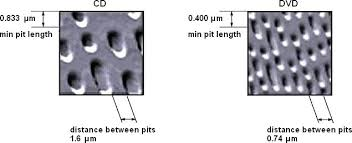 CD
0.833 µm
min pit length
distance between pits
1.6 µm
DVD
0.400 µm
min pit length
distance between pits
0.74 µm